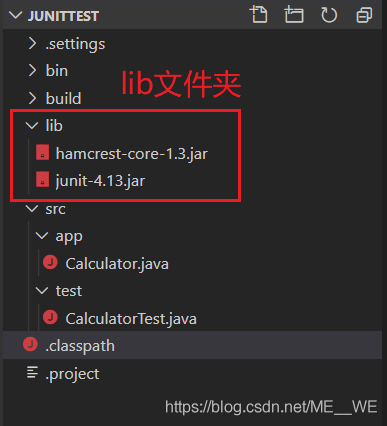 JUNITTEST
.settings
bin
build
lib文件夹
lib
hamcrest-core-1.3.jar
junit-4.13.jar
src
app
Calculator.java
test
CalculatorTest.java
.classpath
.project
https://blog.csdn.net/ME__WE